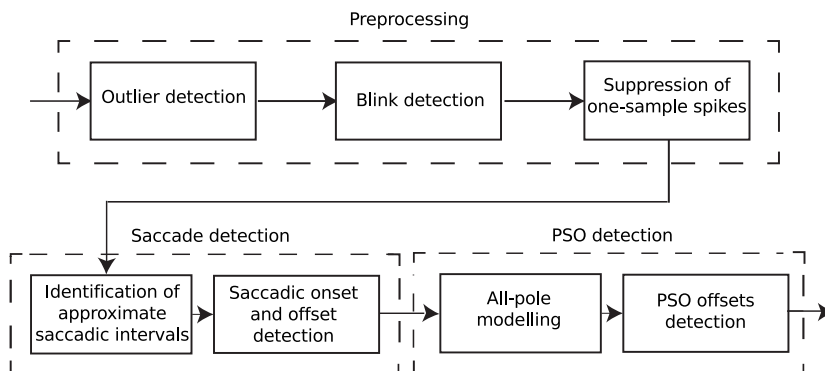 Preprocessing
Outlier detection
Blink detection
Suppression of
one-sample spikes
Saccade detection
PSO detection
Identification of
approximate
saccadic intervals
Saccadic onset
and offset
detection
All-pole
modelling
PSO offsets
detection